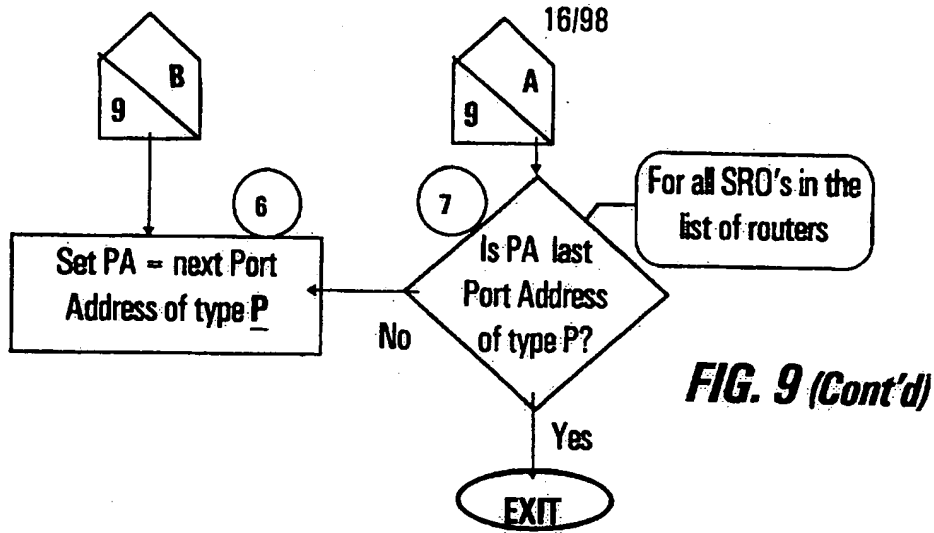 16/98
B
9
A
9
6
7
For all SRO's in the
list of routers
Set PA = next Port
Address of type P
Is PA last
Port Address
of type P?
No
Yes
EXIT
FIG. 9 (Cont'd)